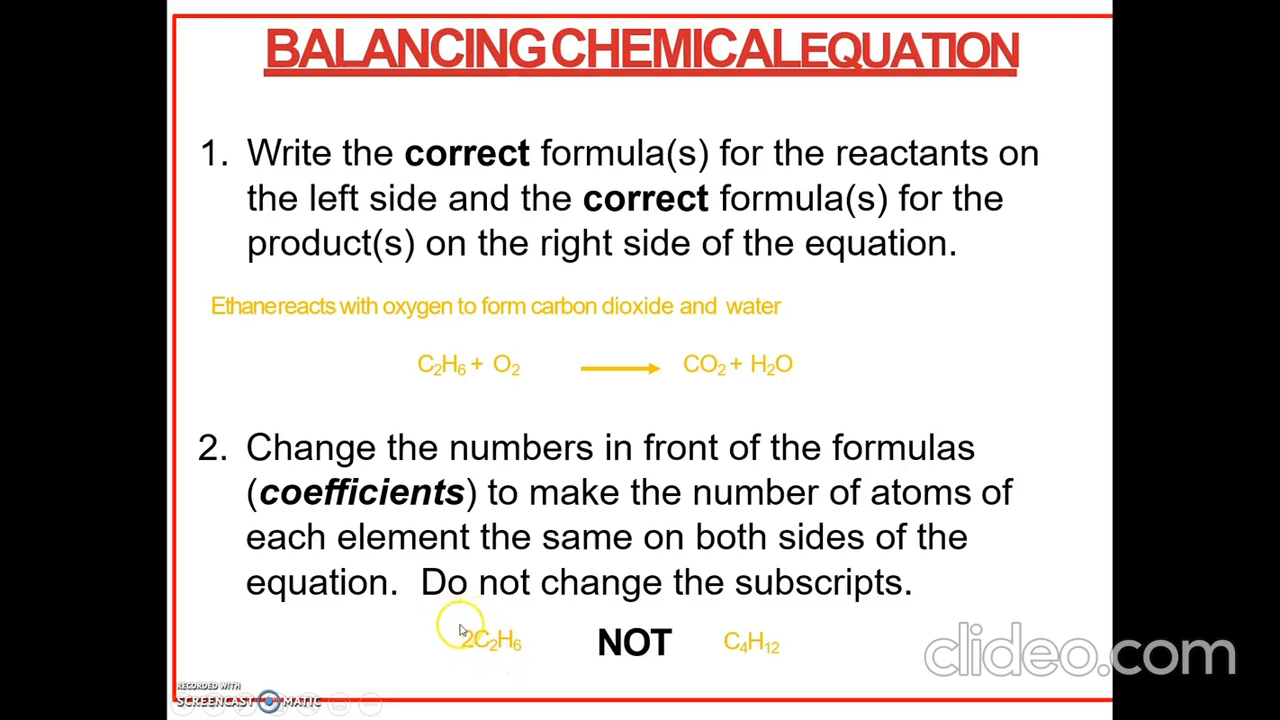 BALANCING CHEMICAL EQUATION
1. Write the correct formula(s) for the reactants on
the left side and the correct formula(s) for the
product(s) on the right side of the equation.
Ethane reacts with oxygen to form carbon dioxide and water
C₂H₆ + O₂ → CO₂ + H₂O
2. Change the numbers in front of the formulas
(coefficients) to make the number of atoms of
each element the same on both sides of the
equation. Do not change the subscripts.
2C₂H₆ NOT C₄H₁₂
clideo.com
RECORDED WITH
SCREENCAST MATIC